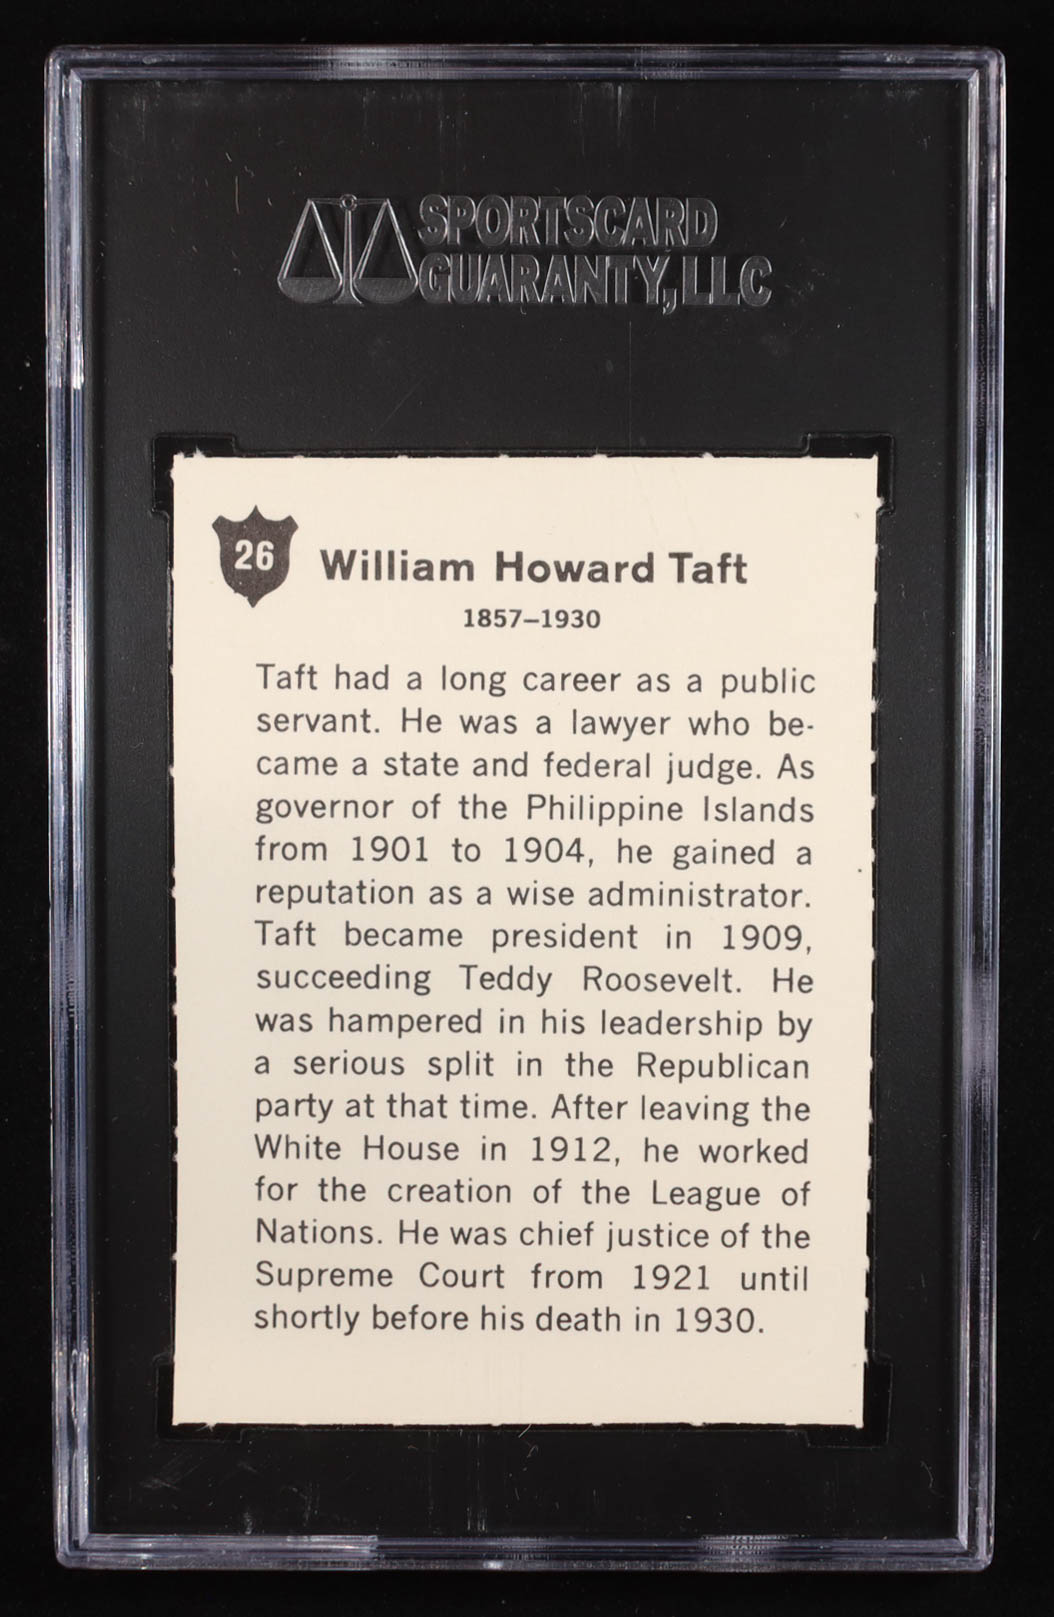 SPORTSCARD
GUARANTY, LLC
26
William Howard Taft
1857–1930
Taft had a long career as a public
servant. He was a lawyer who be-
came a state and federal judge. As
governor of the Philippine Islands
from 1901 to 1904, he gained a
reputation as a wise administrator.
Taft became president in 1909,
succeeding Teddy Roosevelt. He
was hampered in his leadership by
a serious split in the Republican
party at that time. After leaving the
White House in 1912, he worked
for the creation of the League of
Nations. He was chief justice of the
Supreme Court from 1921 until
shortly before his death in 1930.